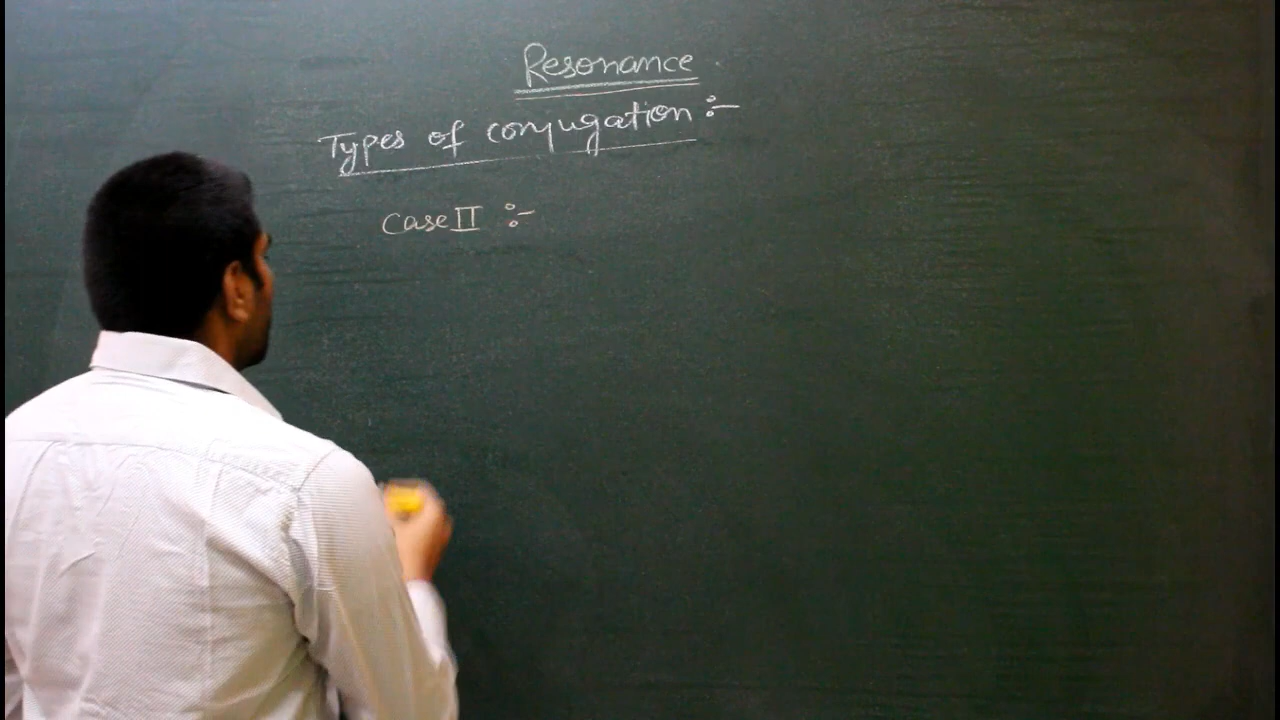 Resonance
Types of conjugation :-
Case II :-